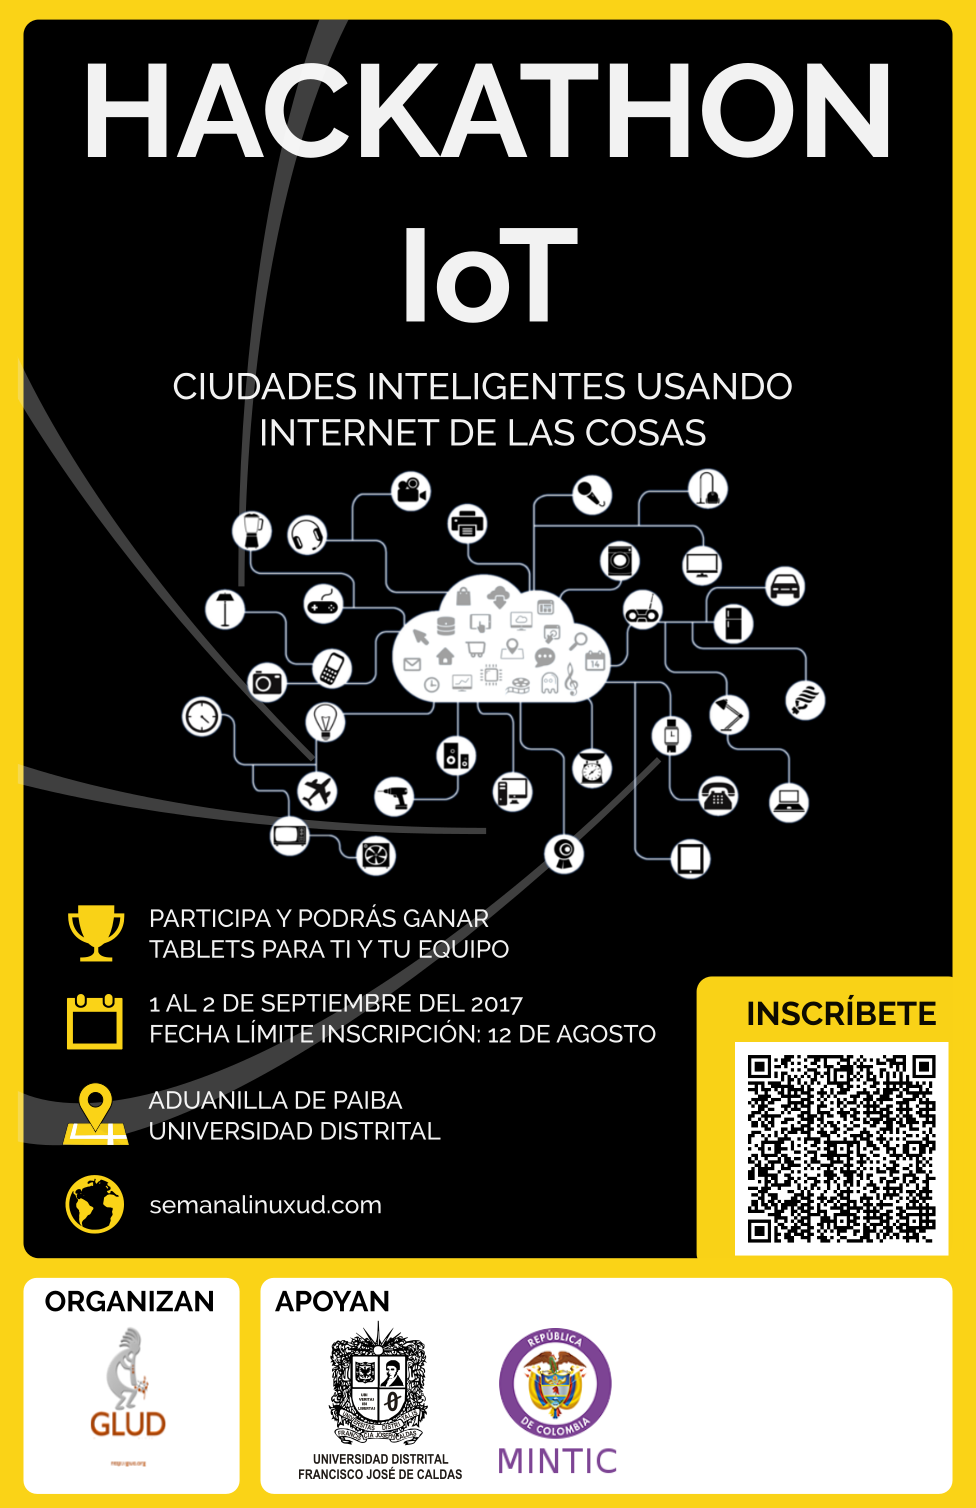 HACKATHON
IoT
CIUDADES INTELIGENTES USANDO
INTERNET DE LAS COSAS
14
PARTICIPA Y PODRÁS GANAR
TABLETS PARA TI Y TU EQUIPO
1 AL 2 DE SEPTIEMBRE DEL 2017
FECHA LÍMITE INSCRIPCIÓN: 12 DE AGOSTO
ADUANILLA DE PAIBA
UNIVERSIDAD DISTRITAL
semanalinuxud.com
INSCRÍBETE
ORGANIZAN
GLUD
APOYAN
UNIVERSIDAD DISTRITAL
FRANCISCO JOSÉ DE CALDAS
REPÚBLICA
DE COLOMBIA
MINTIC